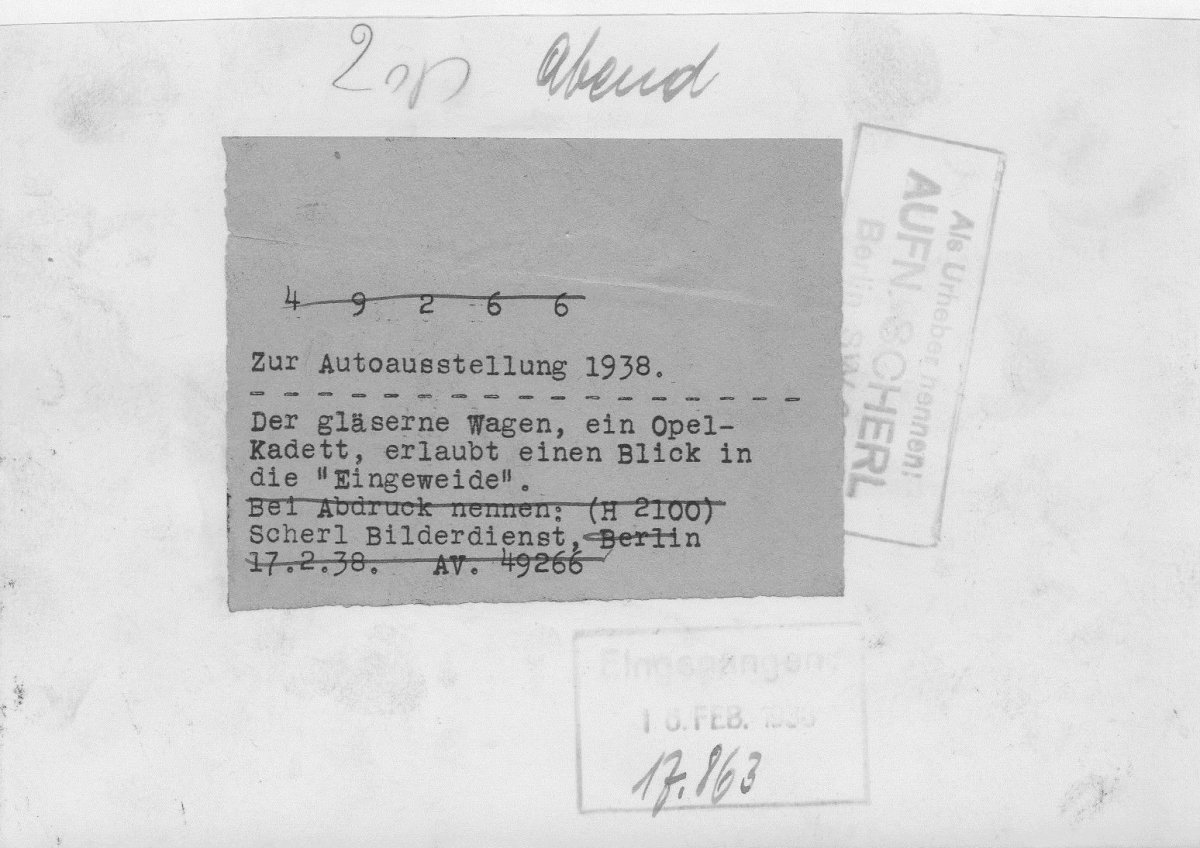 Abend
4 9 2 6 6
Zur Autoausstellung 1938.
- - - - - - - - - - - - - - - - -
Der gläserne Wagen, ein Opel-
Kadett, erlaubt einen Blick in
die "Eingeweide".
Bei Abdruck nennen: (H 2100)
Scherl Bilderdienst, Berlin
17.2.38. AV. 49266
Als Urheber nennen!
AUFN. SCHERL
Eingegangen
FEB.
17.863